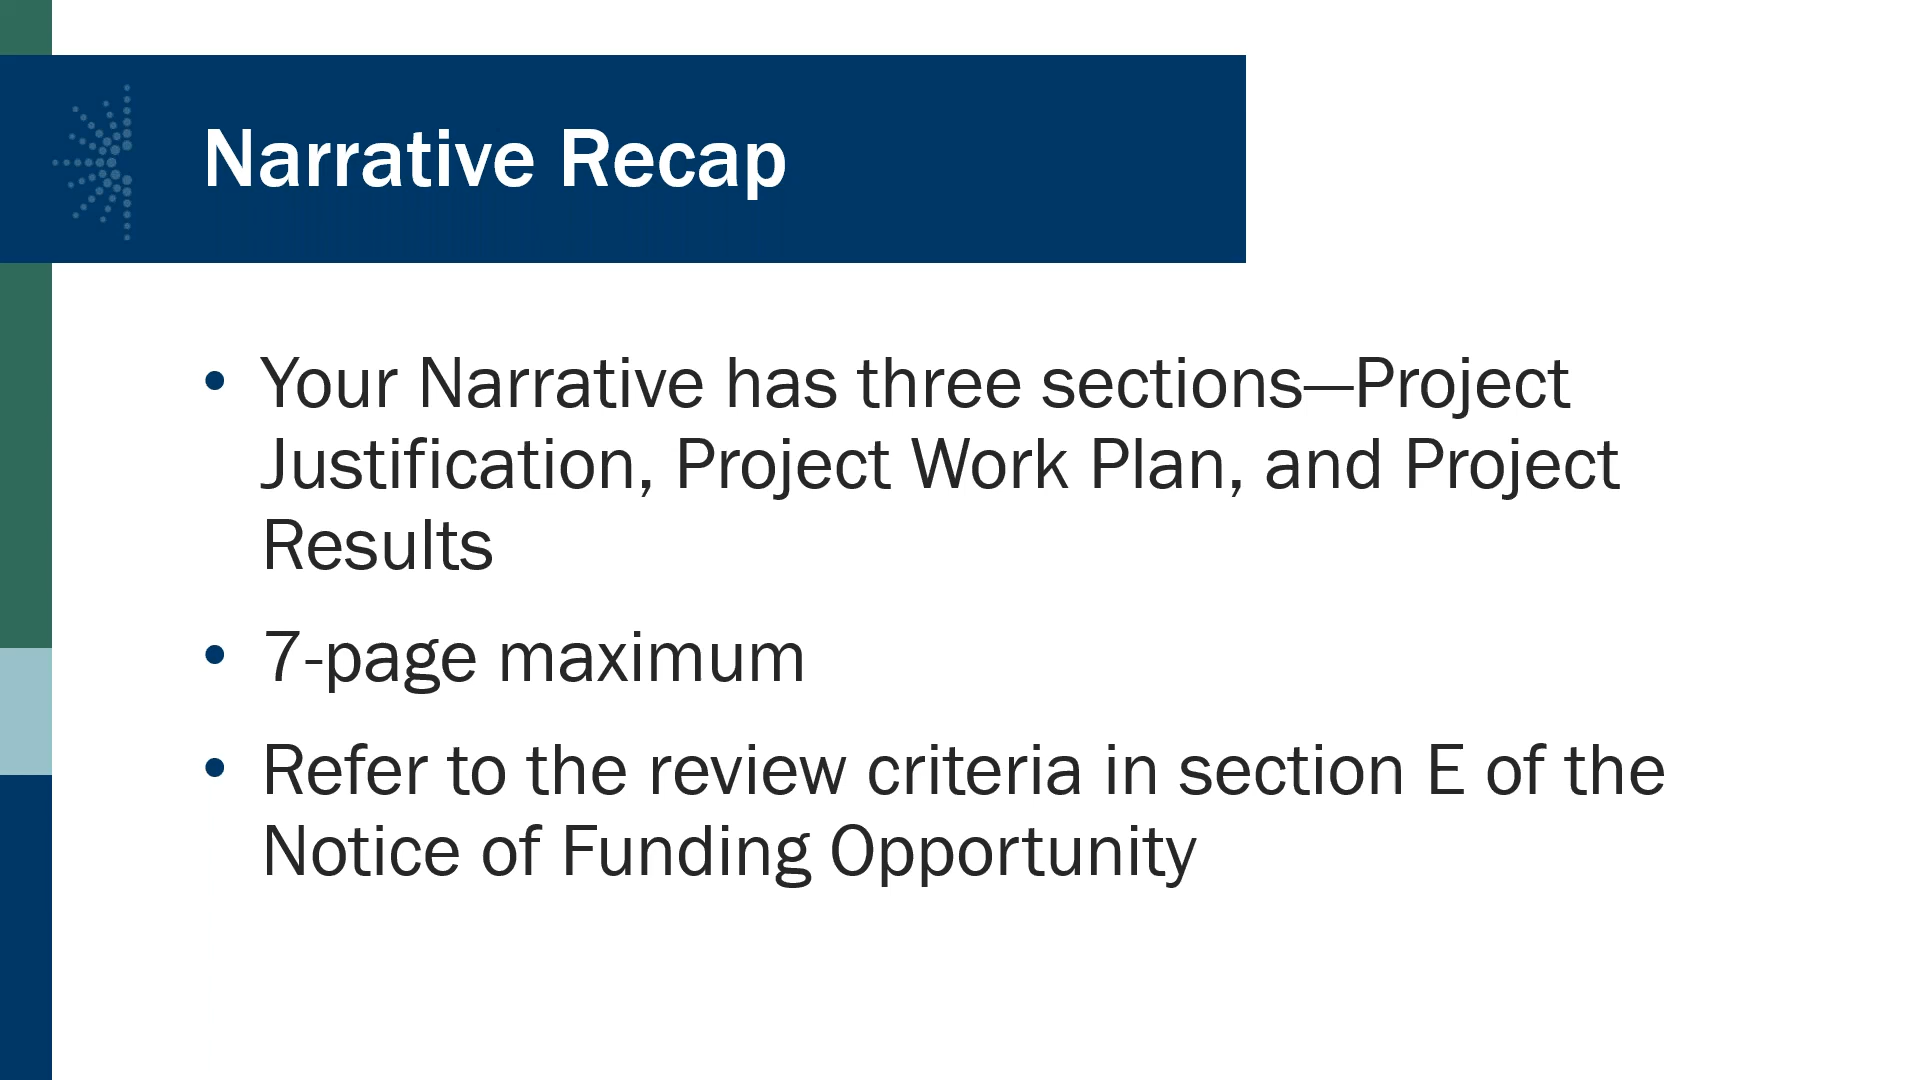 Narrative Recap
• Your Narrative has three sections—Project
Justification, Project Work Plan, and Project
Results
• 7-page maximum
• Refer to the review criteria in section E of the
Notice of Funding Opportunity